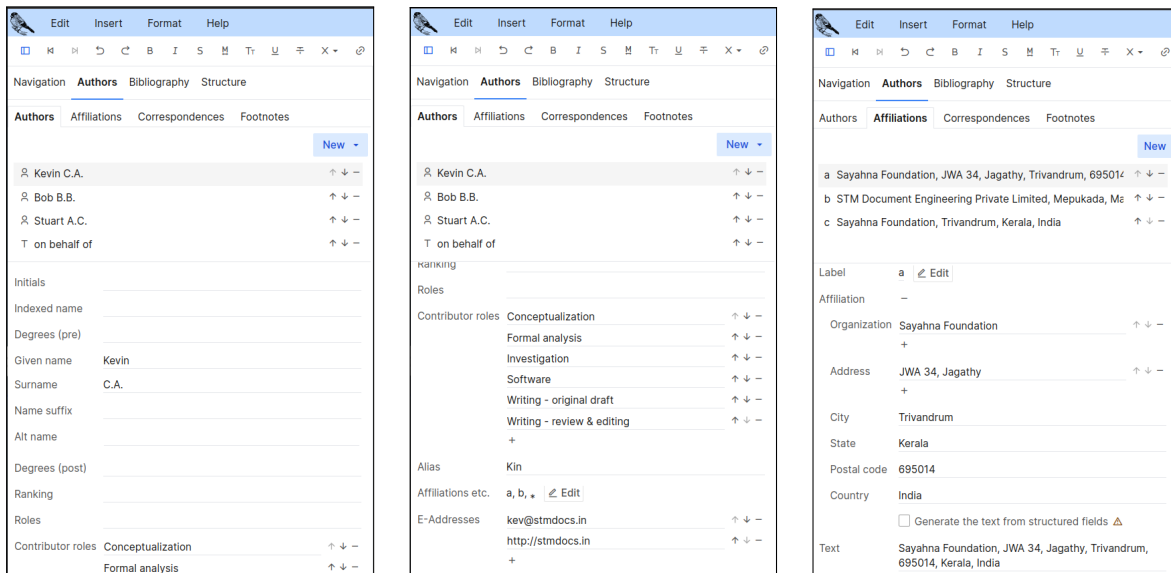 Edit Insert Format Help
B I S M TT U T X
Navigation Authors Bibliography Structure
Authors Affiliations Correspondences Footnotes
New
Kevin C.A.
Bob B.B.
Stuart A.C.
T on behalf of
Initials
Indexed name
Degrees (pre)
Given name Kevin
Surname C.A.
Name suffix
Alt name
Degrees (post)
Ranking
Roles
Contributor roles Conceptualization
Formal analysis
Edit Insert Format Help
B I S M TT U T X
Navigation Authors Bibliography Structure
Authors Affiliations Correspondences Footnotes
New
Kevin C.A.
Bob B.B.
Stuart A.C.
T on behalf of
Ranking
Roles
Contributor roles Conceptualization
Formal analysis
Investigation
Software
Writing - original draft
Writing - review & editing
+
Alias Kin
Affiliations etc. a, b, * Edit
E-Addresses kev@stmdocs.in
http://stmdocs.in
+
Edit Insert Format Help
B I S M TT U T X
Navigation Authors Bibliography Structure
Authors Affiliations Correspondences Footnotes
New
a Sayahna Foundation, JWA 34, Jagathy, Trivandrum, 695014
b STM Document Engineering Private Limited, Mepukada, Ma
c Sayahna Foundation, Trivandrum, Kerala, India
Label a Edit
Affiliation −
Organization Sayahna Foundation
+
Address JWA 34, Jagathy
+
City Trivandrum
State Kerala
Postal code 695014
Country India
Generate the text from structured fields
Text Sayahna Foundation, JWA 34, Jagathy, Trivandrum,
695014, Kerala, India